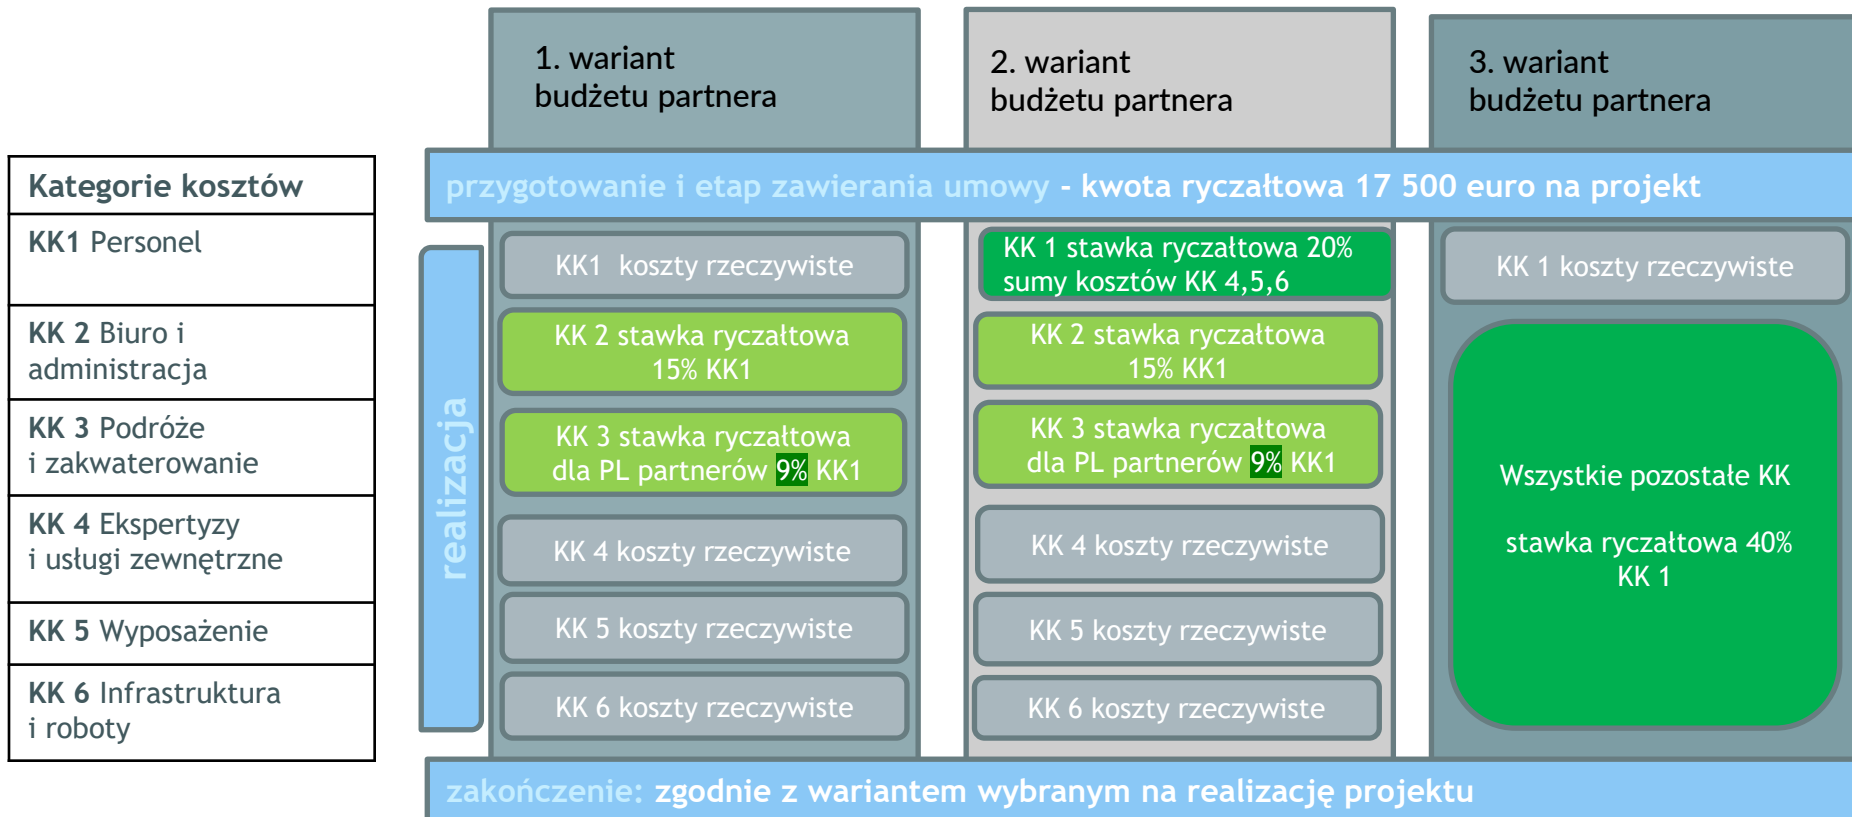 1. wariant
budżetu partnera
2. wariant
budżetu partnera
3. wariant
budżetu partnera
Kategorie kosztów
KK1 Personel
KK 2 Biuro i
administracja
KK 3 Podróże
i zakwaterowanie
KK 4 Ekspertyzy
i usługi zewnętrzne
KK 5 Wyposażenie
KK 6 Infrastruktura
i roboty
przygotowanie i etap zawierania umowy - kwota ryczałtowa 17 500 euro na projekt
realizacja
KK1 koszty rzeczywiste
KK 2 stawka ryczałtowa
15% KK1
KK 3 stawka ryczałtowa
dla PL partnerów 9% KK1
KK 4 koszty rzeczywiste
KK 5 koszty rzeczywiste
KK 6 koszty rzeczywiste
KK 1 stawka ryczałtowa 20%
sumy kosztów KK 4,5,6
KK 2 stawka ryczałtowa
15% KK1
KK 3 stawka ryczałtowa
dla PL partnerów 9% KK1
KK 4 koszty rzeczywiste
KK 5 koszty rzeczywiste
KK 6 koszty rzeczywiste
KK 1 koszty rzeczywiste
Wszystkie pozostałe KK
stawka ryczałtowa 40%
KK 1
zakończenie: zgodnie z wariantem wybranym na realizację projektu